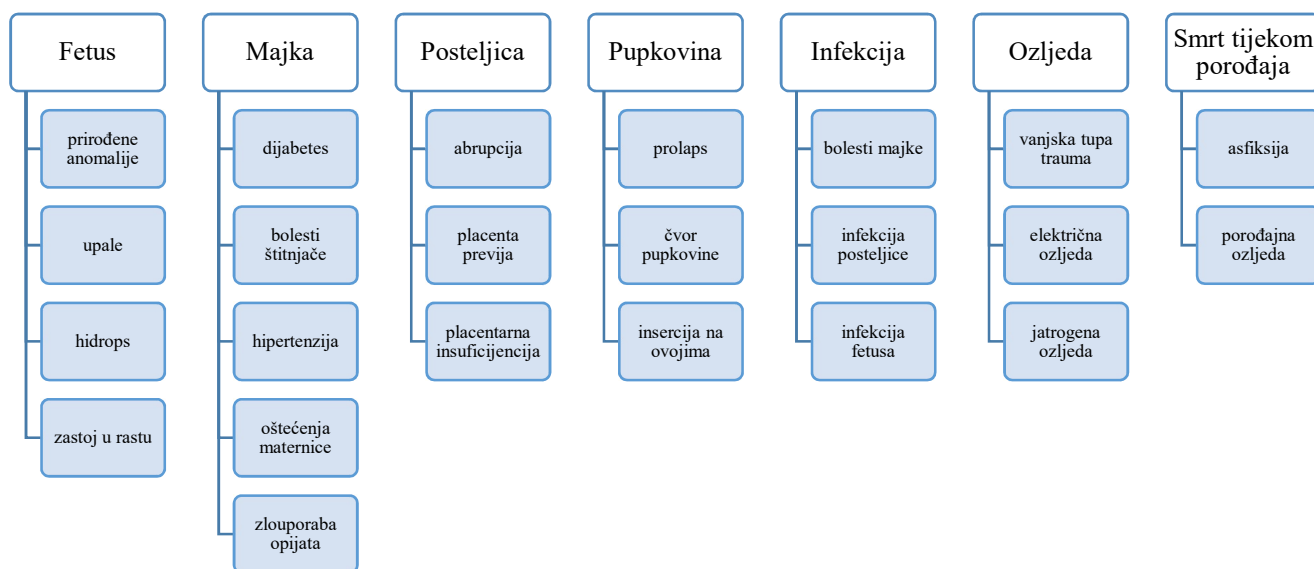 Fetus
prirođene
anomalije
upale
hidrops
zastoj u rastu
Majka
dijabetes
bolesti
štitnjače
hipertenzija
oštećenja
maternice
zlouporaba
opijata
Posteljica
abrupcija
placenta
previja
placentarna
insuficijencija
Pupkovina
prolaps
čvor
pupkovine
insercija na
ovojima
Infekcija
bolesti majke
infekcija
posteljice
infekcija
fetusa
Ozljeda
vanjska tupa
trauma
električna
ozljeda
jatrogena
ozljeda
Smrt tijekom
porođaja
asfiksija
porođajna
ozljeda